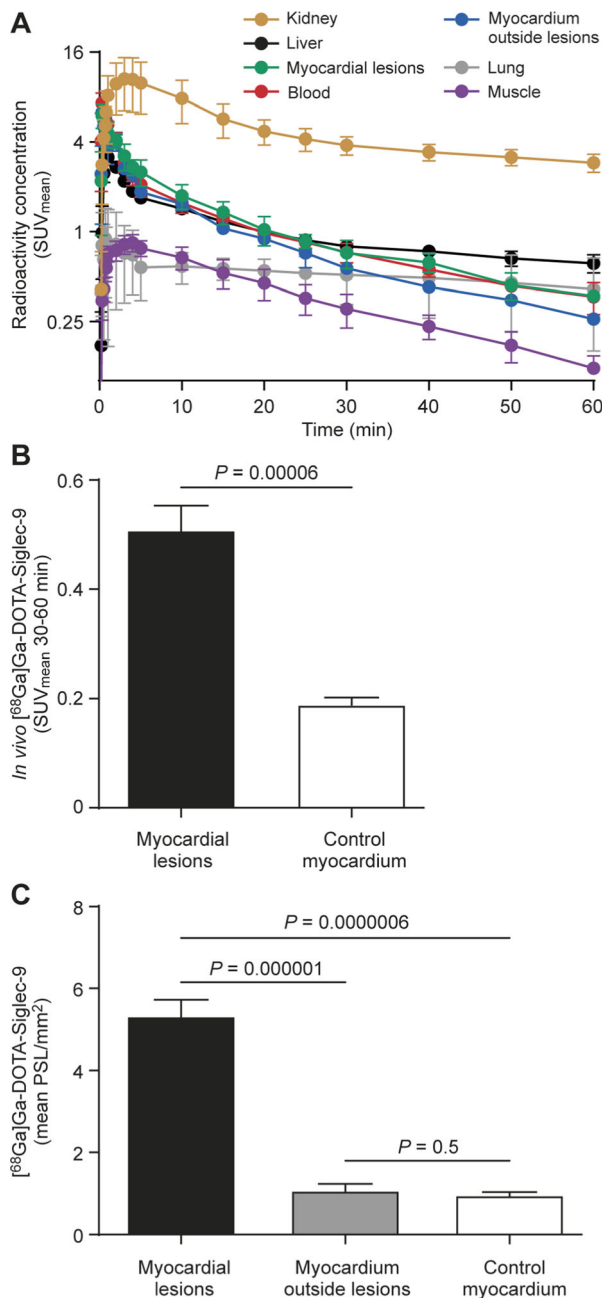 A
Kidney
Liver
Myocardial lesions
Blood
Myocardium
outside lesions
Lung
Muscle
Radioactivity concentration
(SUVmean)
16
4
1
0.25
0
10
20
30
40
50
60
Time (min)
B
P = 0.00006
In vivo [⁶⁸Ga]Ga-DOTA-Siglec-9
(SUVmean 30-60 min)
0.6
0.4
0.2
0
Myocardial
lesions
Control
myocardium
C
P = 0.0000006
P = 0.000001
P = 0.5
[⁶⁸Ga]Ga-DOTA-Siglec-9
(mean PSL/mm²)
8
6
4
2
0
Myocardial
lesions
Myocardium
outside lesions
Control
myocardium